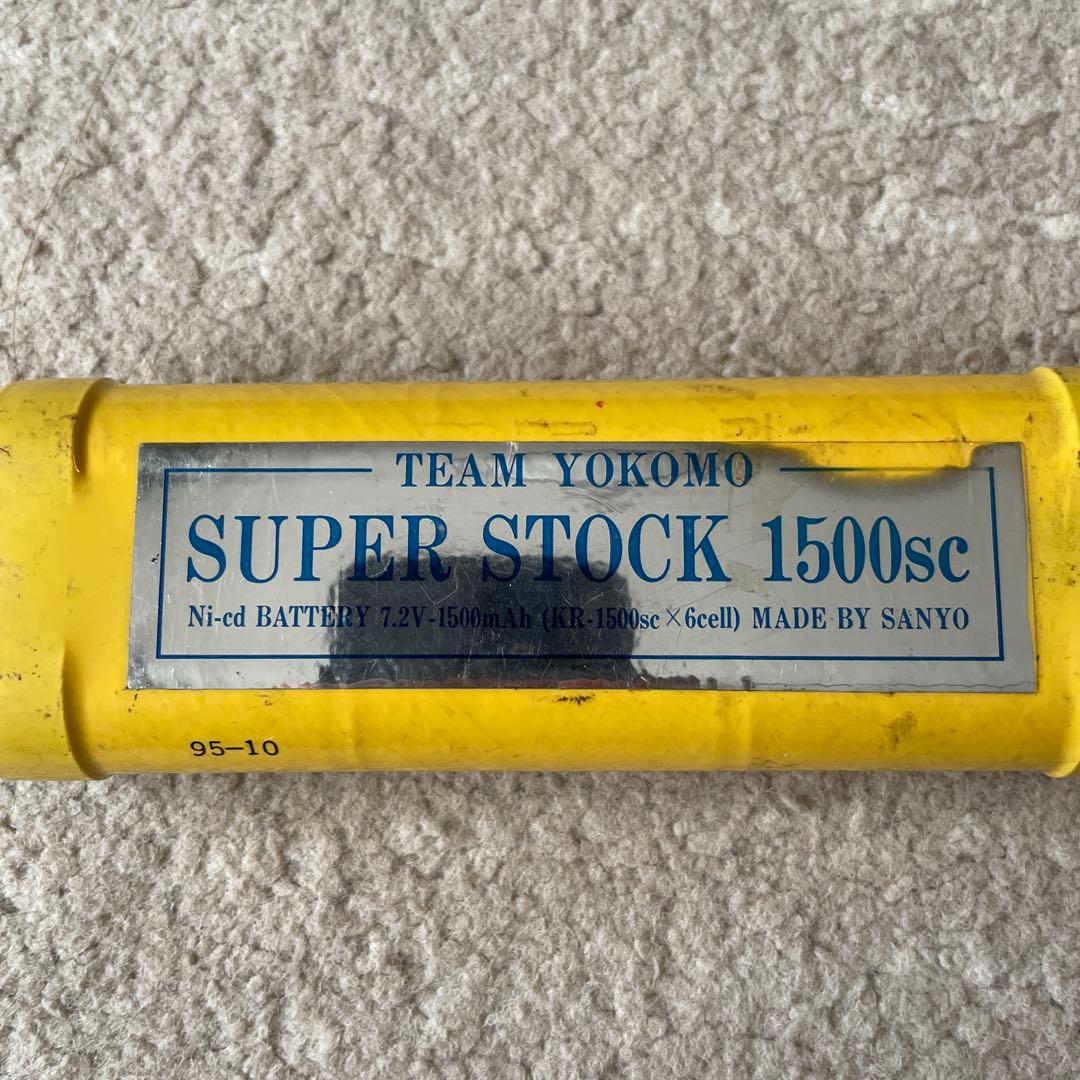 TEAM YOKOMO
SUPER STOCK 1500sc
Ni-cd BATTERY 7.2V-1500mAh (KR-1500sc×6cell) MADE BY SANYO
95-10